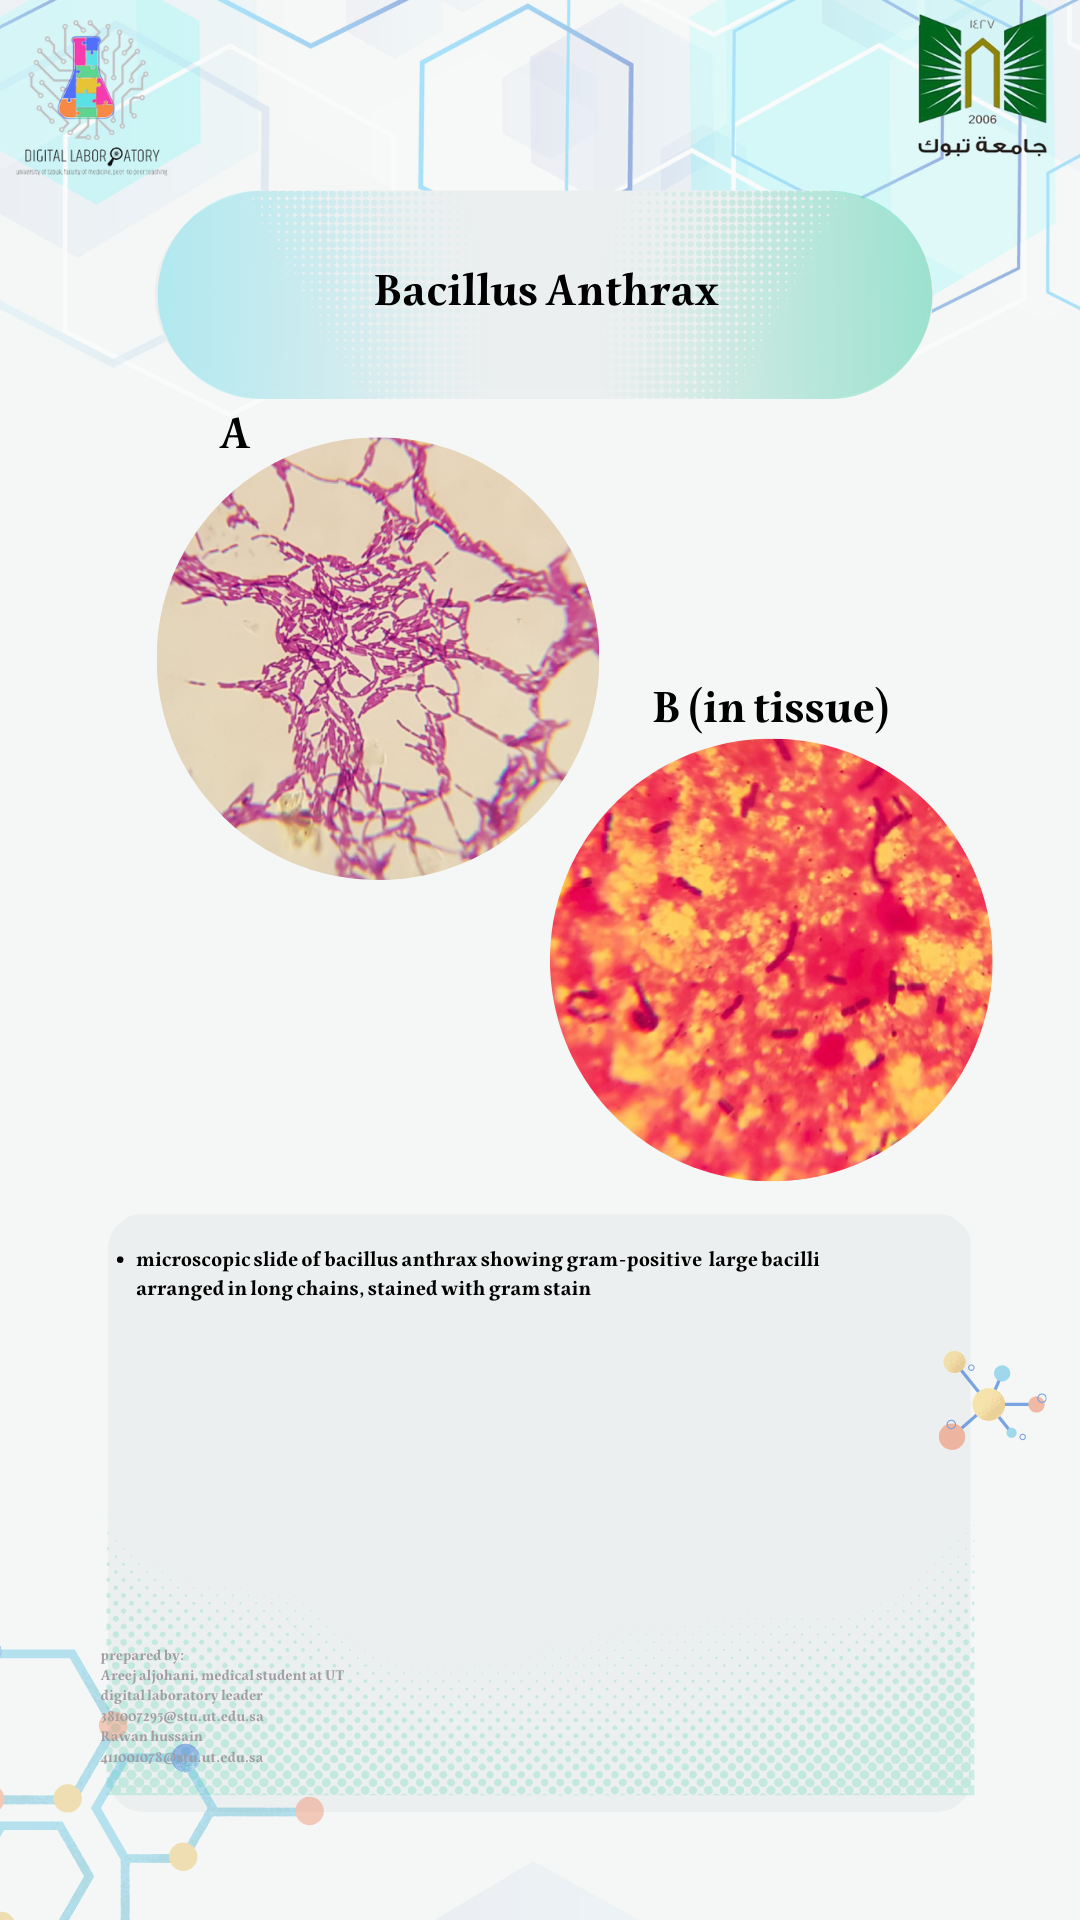 DIGITAL LABORATORY
university of tabuk, faculty of medicine, peer-to-peer teaching
١٤٢٧
2006
جامعة تبوك
Bacillus Anthrax
A
B (in tissue)
• microscopic slide of bacillus anthrax showing gram-positive large bacilli
arranged in long chains, stained with gram stain
prepared by:
Areej aljohani, medical student at UT
digital laboratory leader
381007295@stu.ut.edu.sa
Rawan hussain
411001078@stu.ut.edu.sa